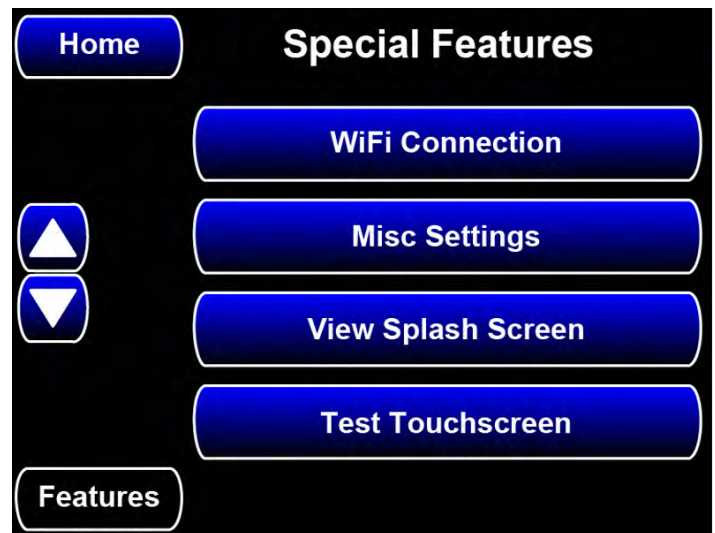 Home
Special Features
WiFi Connection
Misc Settings
View Splash Screen
Test Touchscreen
Features